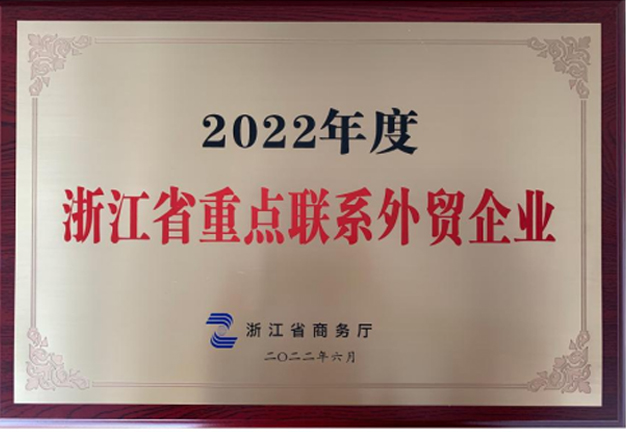 2022年度
浙江省重点联系外贸企业
浙江省商务厅
二〇二二年六月